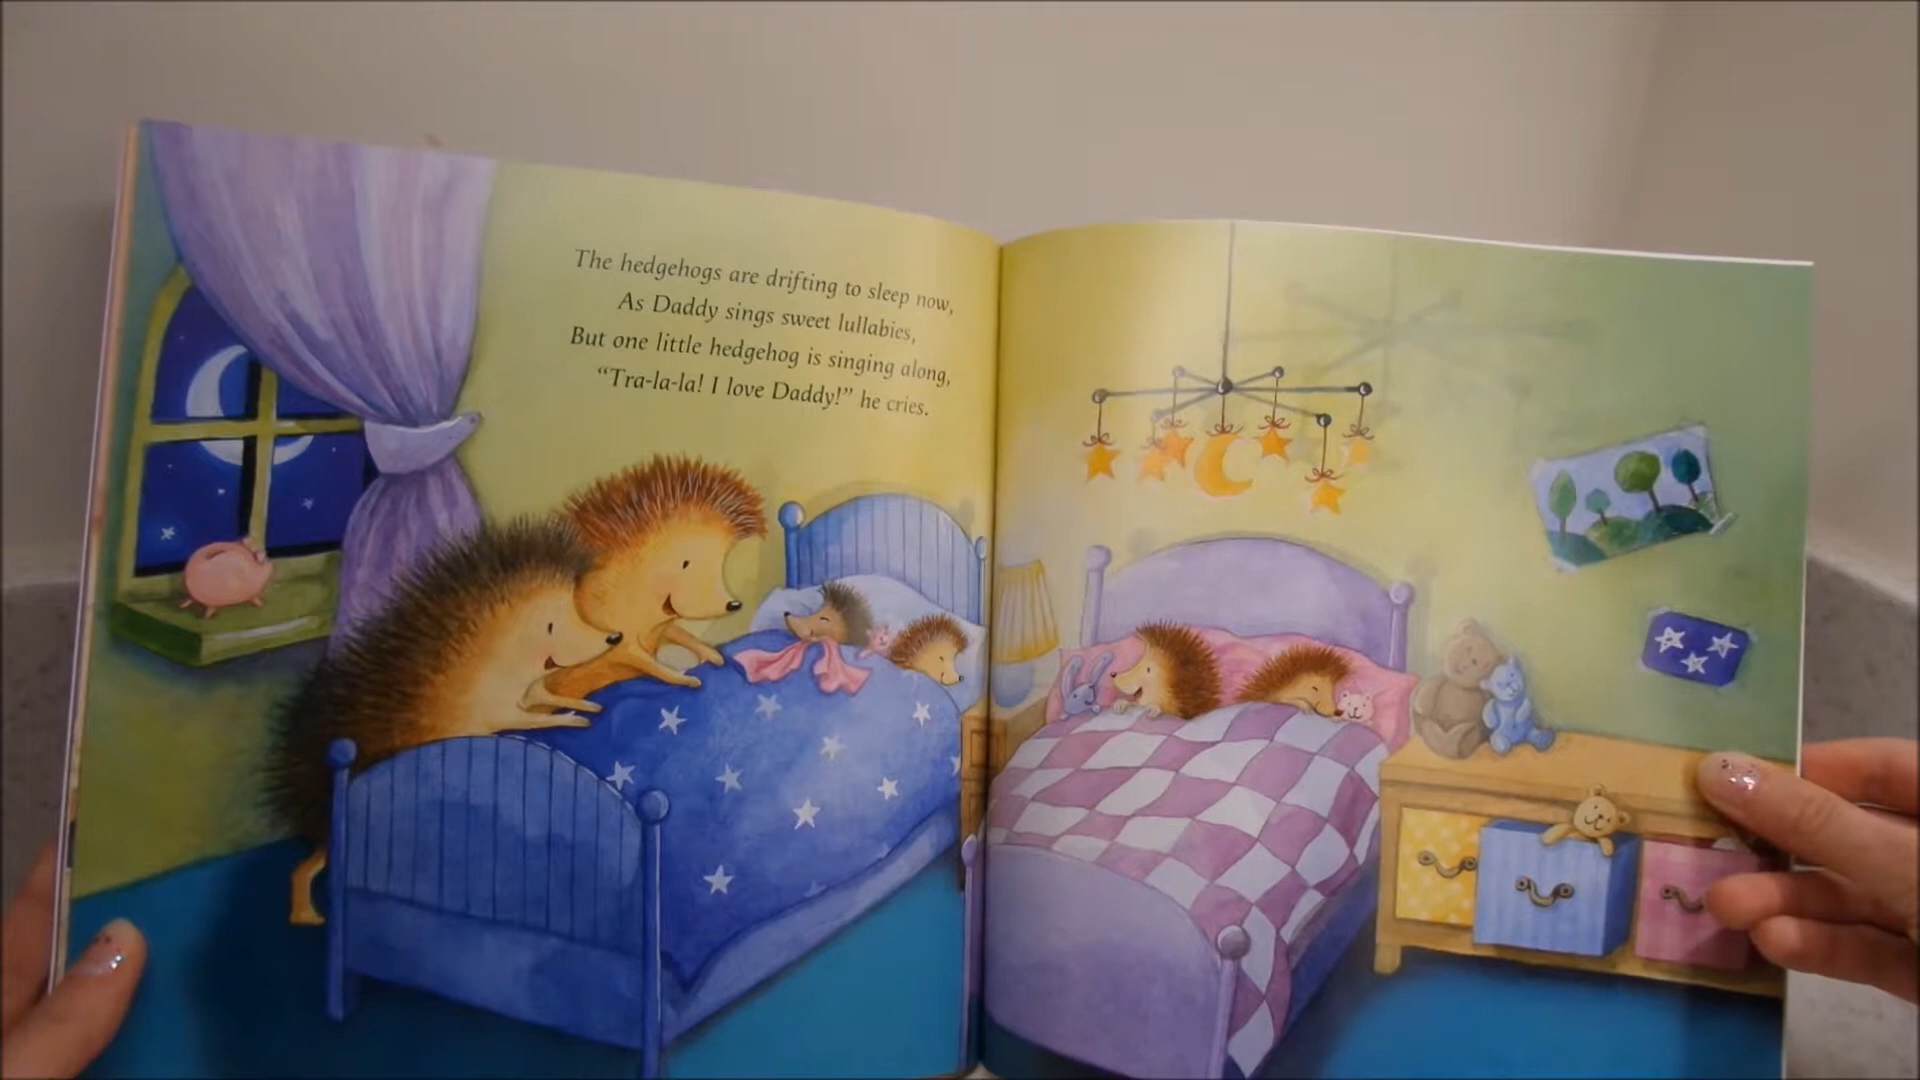 The hedgehogs are drifting to sleep now,
As Daddy sings sweet lullabies,
But one little hedgehog is singing along,
“Tra-la-la! I love Daddy!” he cries.